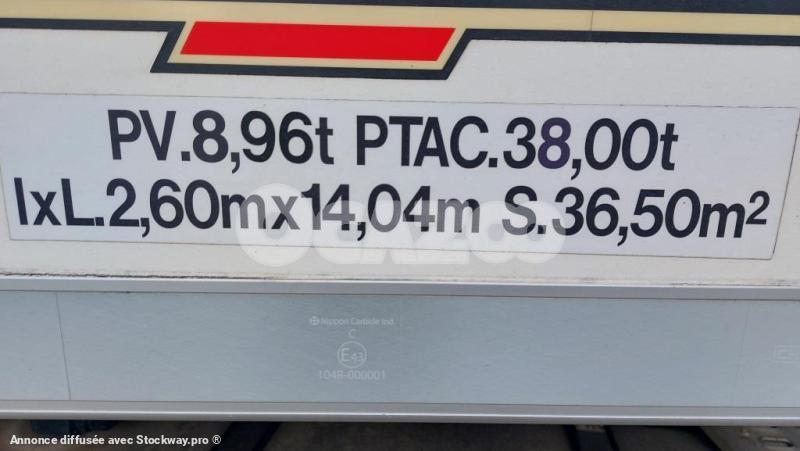 PV.8,96t PTAC.38,00t
lxL.2,60mx14,04m S.36,50m²
OCAZOO
Nippon Carbide Ind.
C
E43
104R-000001
Annonce diffusée avec Stockway.pro ®